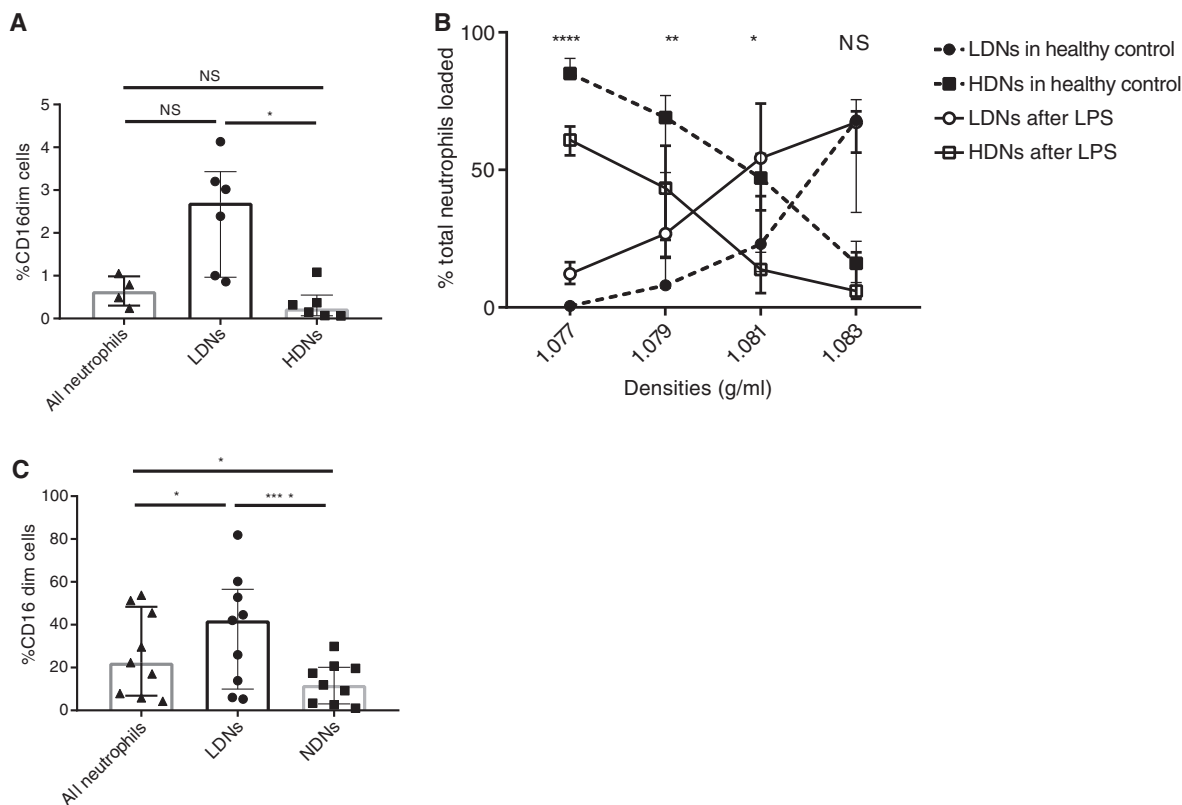 A
NS
NS
*
%CD16dim cells
5
4
3
2
1
0
All neutrophils
LDNs
HDNs
B
****
**
*
NS
% total neutrophils loaded
100
50
0
1.077
1.079
1.081
1.083
Densities (g/ml)
LDNs in healthy control
HDNs in healthy control
LDNs after LPS
HDNs after LPS
C
*
*
*** *
%CD16 dim cells
100
80
60
40
20
0
All neutrophils
LDNs
NDNs